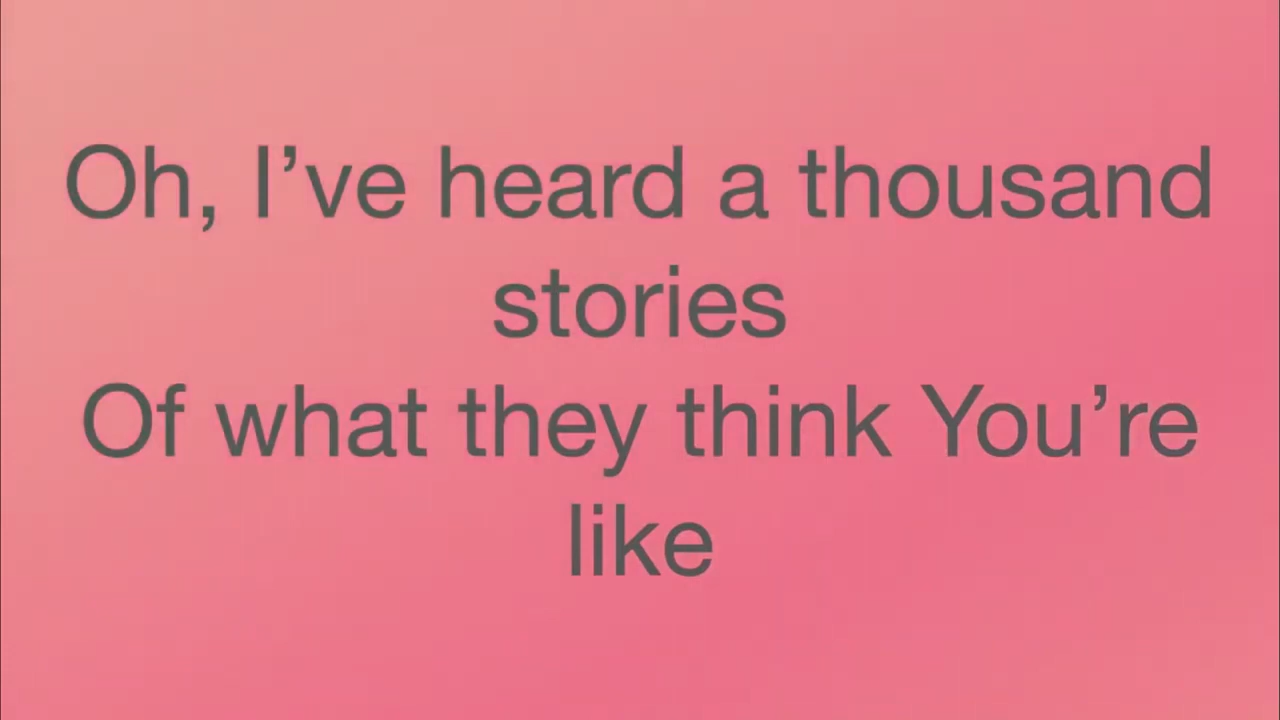 Oh, I’ve heard a thousand
stories
Of what they think You’re
like